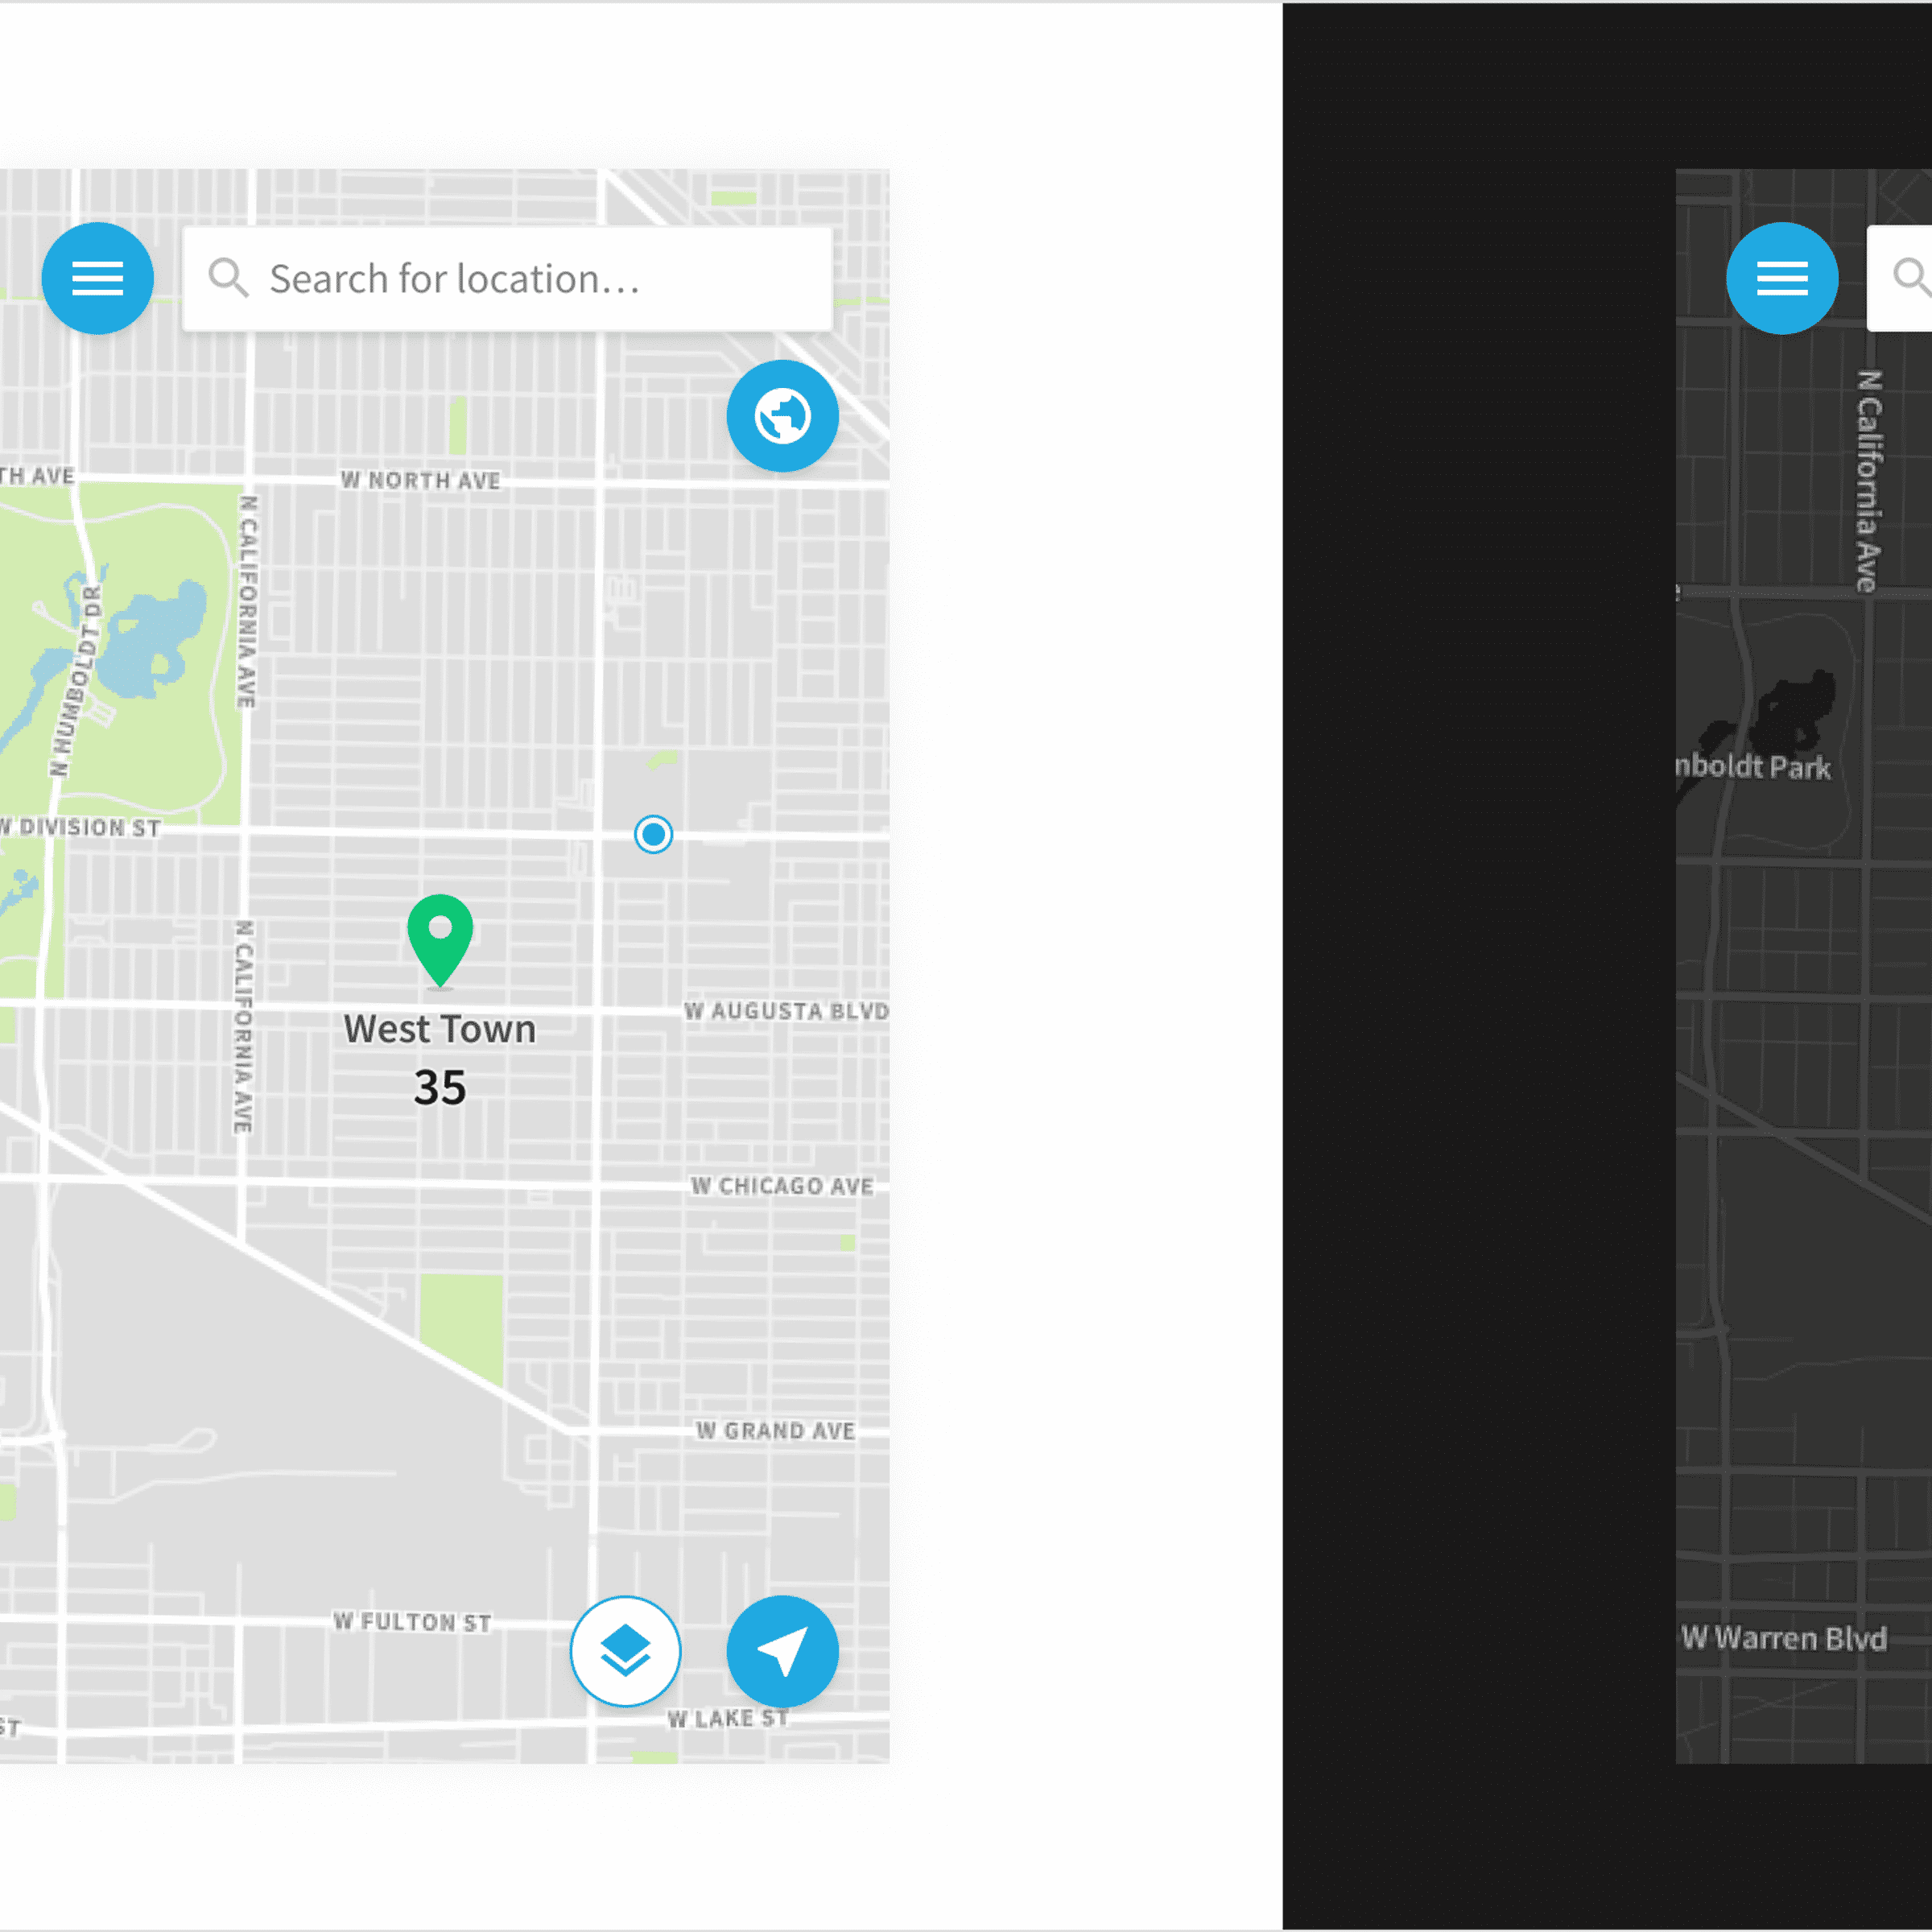 Search for location...
TH AVE
W NORTH AVE
N CALIFORNIA AVE
N HUMBOLDT DR
W DIVISION ST
N CALIFORNIA AVE
W AUGUSTA BLVD
West Town
35
W CHICAGO AVE
W GRAND AVE
W FULTON ST
W LAKE ST
ST
N California Ave
nboldt Park
W Warren Blvd